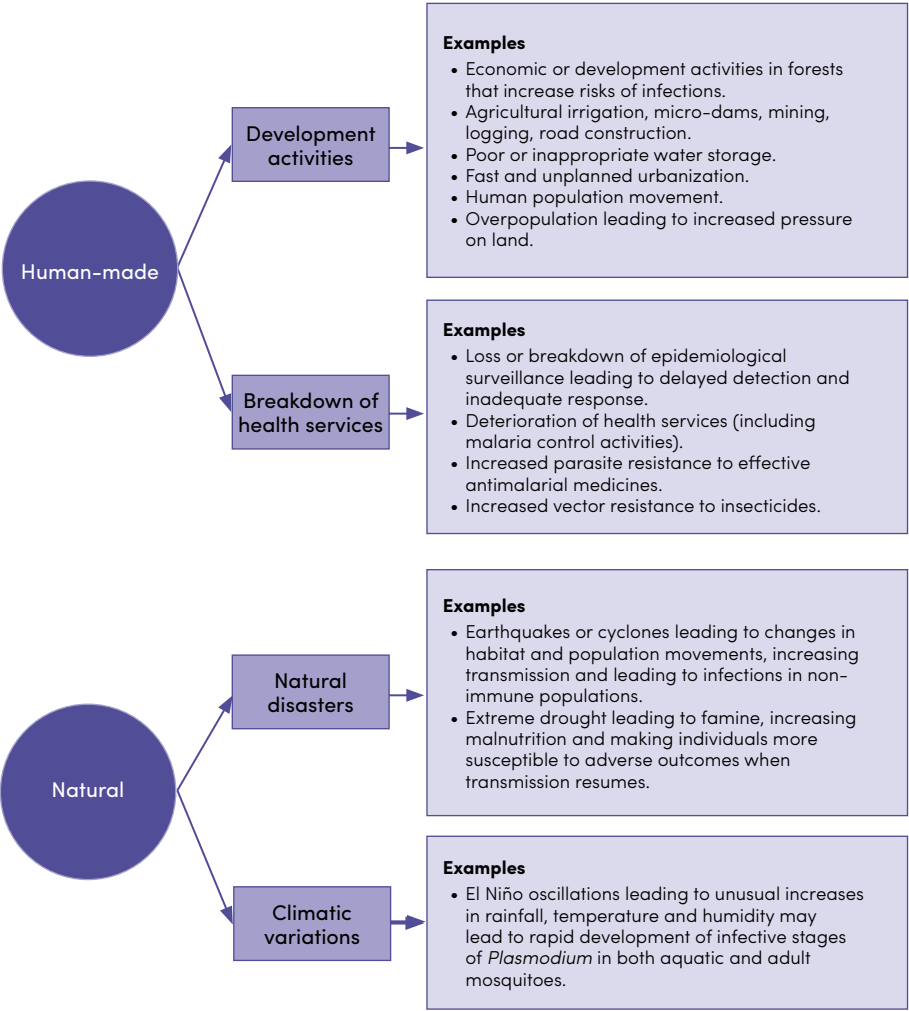 Human-made
Development
activities
Examples
• Economic or development activities in forests
that increase risks of infections.
• Agricultural irrigation, micro-dams, mining,
logging, road construction.
• Poor or inappropriate water storage.
• Fast and unplanned urbanization.
• Human population movement.
• Overpopulation leading to increased pressure
on land.
Breakdown of
health services
Examples
• Loss or breakdown of epidemiological
surveillance leading to delayed detection and
inadequate response.
• Deterioration of health services (including
malaria control activities).
• Increased parasite resistance to effective
antimalarial medicines.
• Increased vector resistance to insecticides.
Natural
Natural
disasters
Examples
• Earthquakes or cyclones leading to changes in
habitat and population movements, increasing
transmission and leading to infections in non-
immune populations.
• Extreme drought leading to famine, increasing
malnutrition and making individuals more
susceptible to adverse outcomes when
transmission resumes.
Climatic
variations
Examples
• El Niño oscillations leading to unusual increases
in rainfall, temperature and humidity may
lead to rapid development of infective stages
of Plasmodium in both aquatic and adult
mosquitoes.